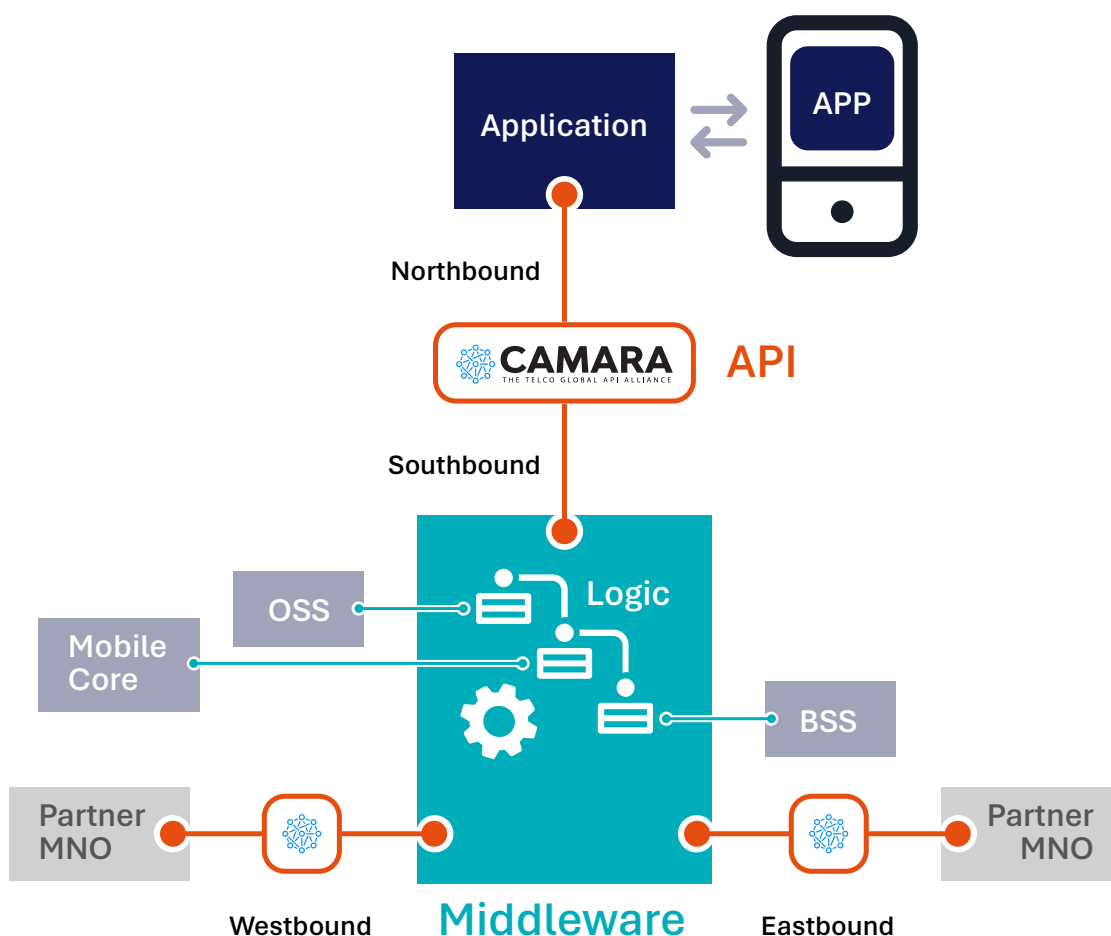 Application
APP
Northbound
CAMARA
THE TELCO GLOBAL API ALLIANCE
API
Southbound
Logic
OSS
Mobile
Core
BSS
Partner
MNO
Partner
MNO
Westbound
Middleware
Eastbound